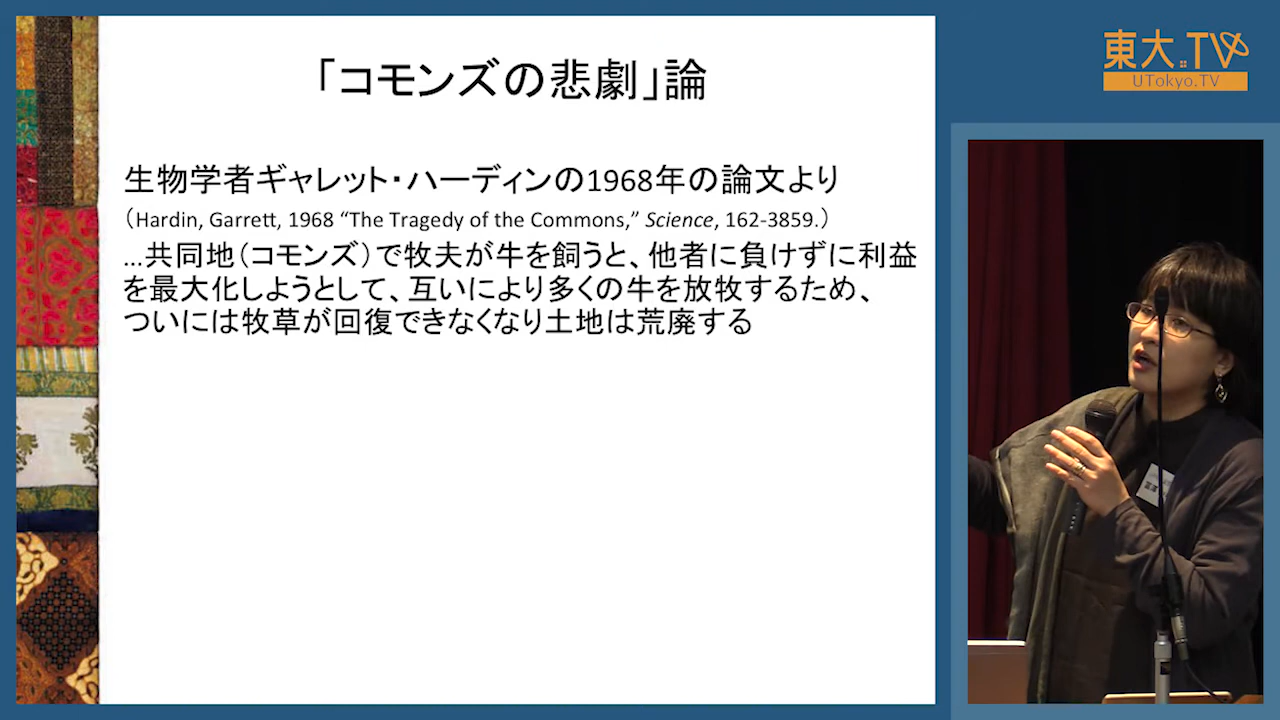 「コモンズの悲劇」論
生物学者ギャレット・ハーディンの1968年の論文より
（Hardin, Garrett, 1968 “The Tragedy of the Commons,” Science, 162-3859.）
…共同地（コモンズ）で牧夫が牛を飼うと、他者に負けずに利益
を最大化しようとして、互いにより多くの牛を放牧するため、
ついには牧草が回復できなくなり土地は荒廃する
東大.TV
UTokyo.TV